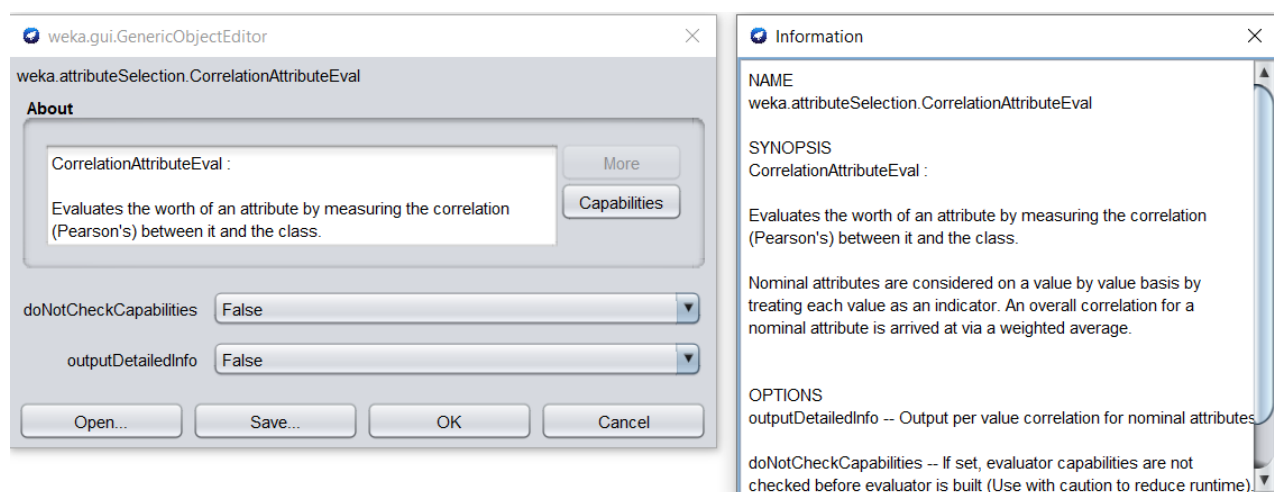 weka.gui.GenericObjectEditor
weka.attributeSelection.CorrelationAttributeEval
About
CorrelationAttributeEval :
Evaluates the worth of an attribute by measuring the correlation
(Pearson's) between it and the class.
More
Capabilities
doNotCheckCapabilities False
outputDetailedInfo False
Open... Save... OK Cancel
Information
NAME
weka.attributeSelection.CorrelationAttributeEval
SYNOPSIS
CorrelationAttributeEval :
Evaluates the worth of an attribute by measuring the correlation
(Pearson's) between it and the class.
Nominal attributes are considered on a value by value basis by
treating each value as an indicator. An overall correlation for a
nominal attribute is arrived at via a weighted average.
OPTIONS
outputDetailedInfo -- Output per value correlation for nominal attributes
doNotCheckCapabilities -- If set, evaluator capabilities are not
checked before evaluator is built (Use with caution to reduce runtime).